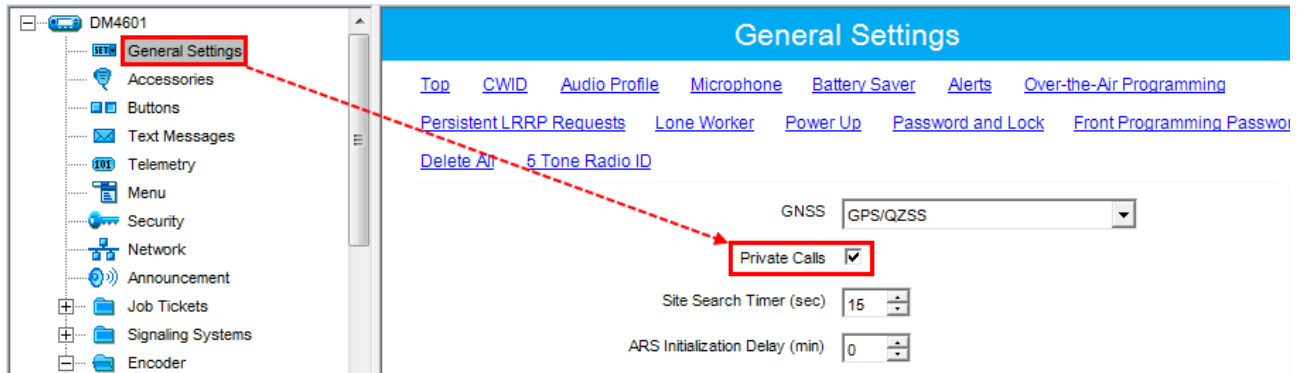 DM4601
General Settings
Accessories
Buttons
Text Messages
Telemetry
Menu
Security
Network
Announcement
Job Tickets
Signaling Systems
Encoder
General Settings
Top CWID Audio Profile Microphone Battery Saver Alerts Over-the-Air Programming
Persistent LRRP Requests Lone Worker Power Up Password and Lock Front Programming Passwor
Delete All 5 Tone Radio ID
GNSS GPS/QZSS
Private Calls
Site Search Timer (sec) 15
ARS Initialization Delay (min) 0